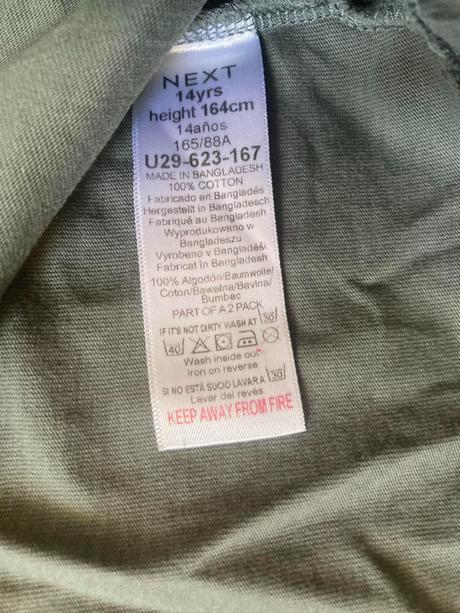 NEXT
14yrs
height 164cm
14años
165/88A
U29-623-167
MADE IN BANGLADESH
100% COTTON
Fabricado en Bangladés
Hergestellt in Bangladesch
Fabriqué au Bangladesh
Wyprodukowano w
Bangladeszu
Vyrobeno v Bangladéši
Fabricat în Bangladesh
100% Algodón/Baumwolle/
Coton/Bawełna/Bavlna/
Bumbac
PART OF A 2 PACK
IF IT'S NOT DIRTY WASH AT 30
40
Wash inside out
Iron on reverse
SI NO ESTÁ SUCIO LAVAR A 30
Lavar del revés
KEEP AWAY FROM FIRE